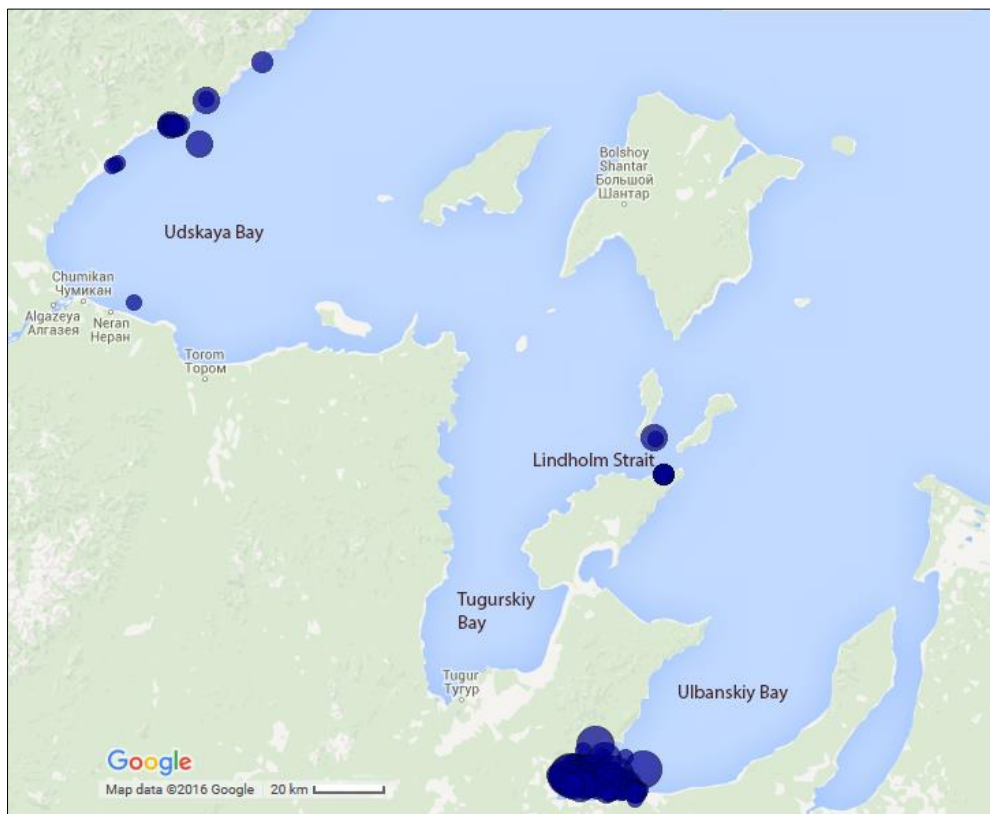 Bolshoy
Shantar
Большой
Шантар
Udskaya Bay
Chumikan
Чумикан
Algazeya
Алгазея
Neran
Неран
Torom
Тором
Lindholm Strait
Tugurskiy
Bay
Tugur
Тугур
Ulbanskiy Bay
Google
Map data ©2016 Google
20 km